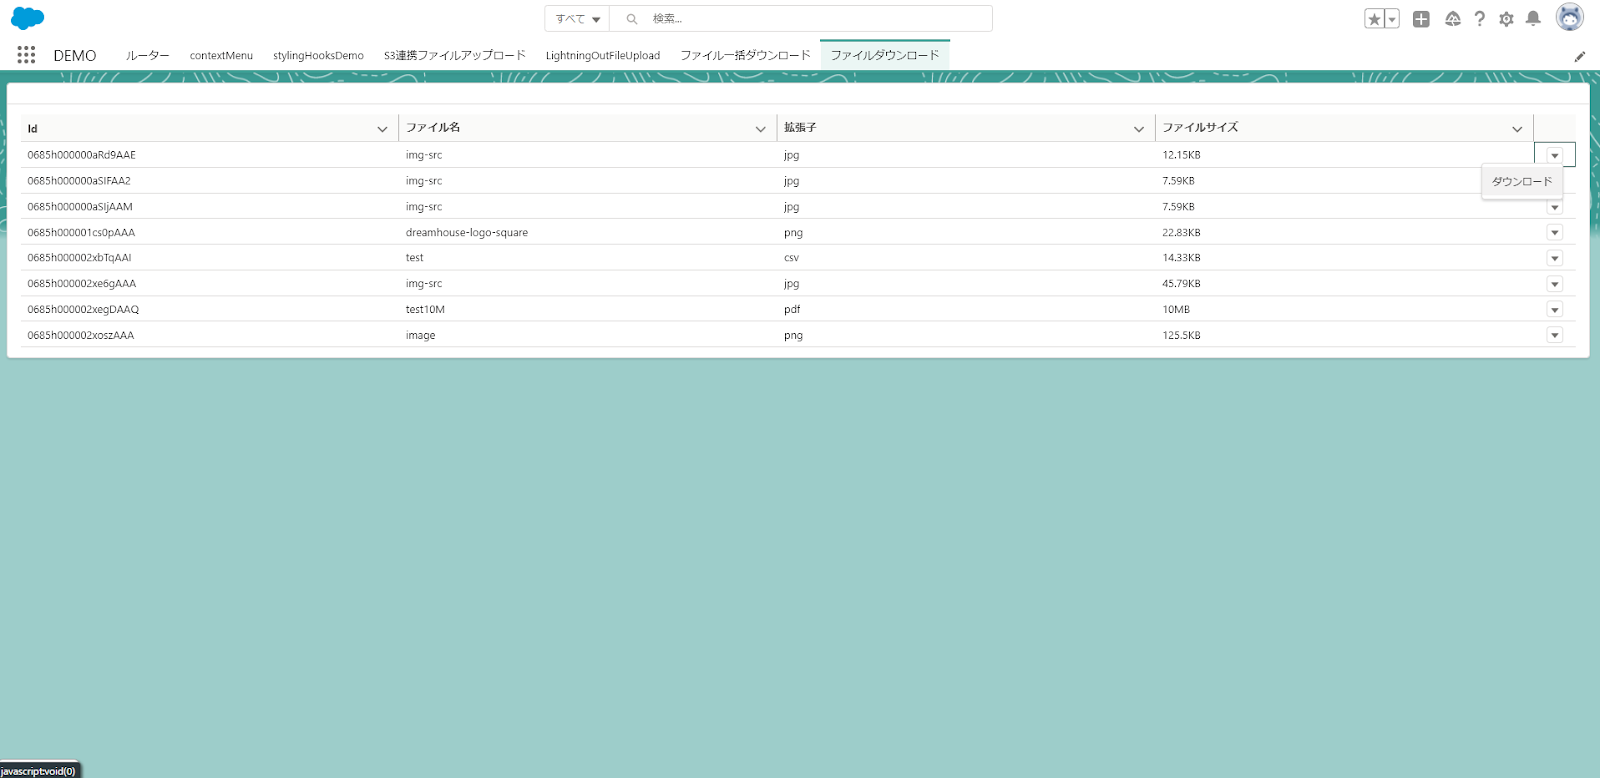 すべて 検索...
DEMO ルーター contextMenu stylingHooksDemo S3連携ファイルアップロード LightningOutFileUpload ファイル一括ダウンロード ファイルダウンロード
Id ファイル名 拡張子 ファイルサイズ
0685h000000aRd9AAE img-src jpg 12.15KB
0685h000000aSIFAA2 img-src jpg 7.59KB
ダウンロード
0685h000000aSIjAAM img-src jpg 7.59KB
0685h000001cs0pAAA dreamhouse-logo-square png 22.83KB
0685h000002xbTqAAI test csv 14.33KB
0685h000002xe6gAAA img-src jpg 45.79KB
0685h000002xegDAAQ test10M pdf 10MB
0685h000002xoszAAA image png 125.5KB
javascript:void(0)